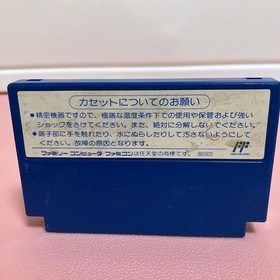 カセットについてのお願い
●精密機器ですので、極端な温度条件下での使用や保管および強い
ショックをさけてください。また、絶対に分解しないでください。
●端子部に手を触れたり、水にぬらしたりして汚さないようにして
ください。故障の原因となります。
ファミリーコンピュータ・ファミコンは任天堂の商標です。